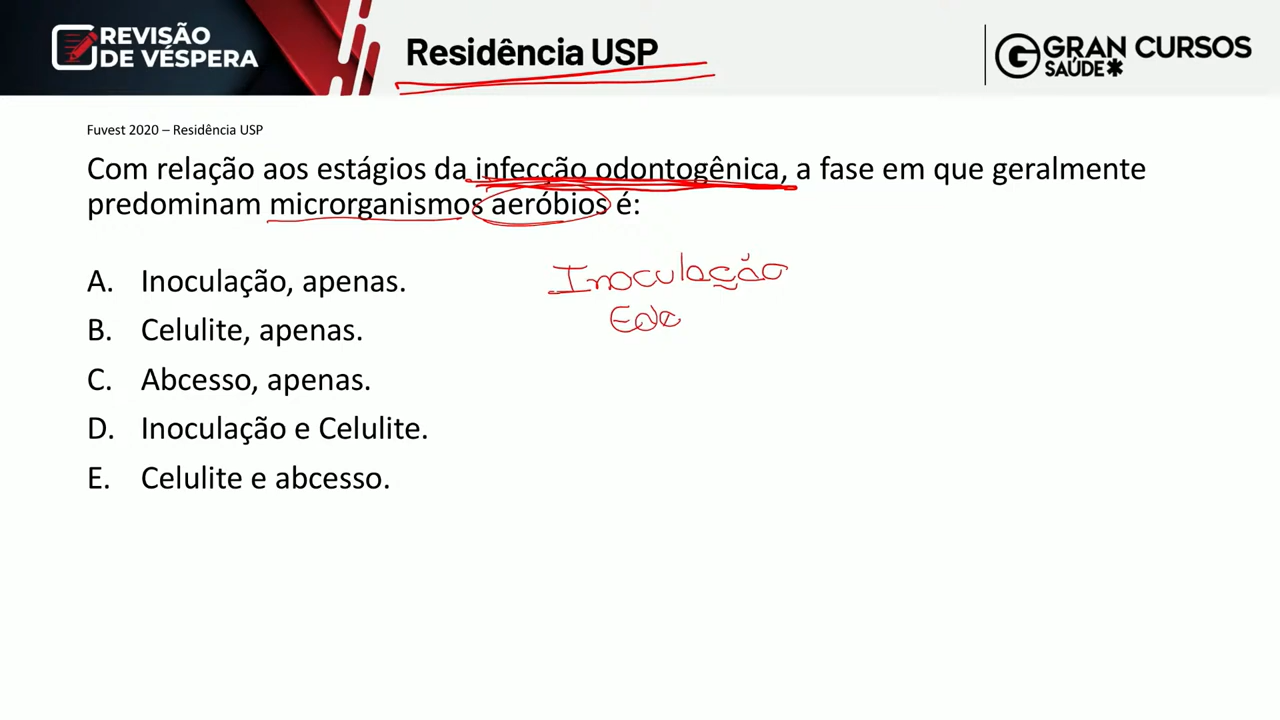 REVISÃO
DE VÉSPERA
Residência USP
GRAN CURSOS
SAÚDE
Fuvest 2020 – Residência USP
Com relação aos estágios da infecção odontogênica, a fase em que geralmente
predominam microrganismos aeróbios é:
A. Inoculação, apenas.
Inoculação
B. Celulite, apenas.
C. Abcesso, apenas.
D. Inoculação e Celulite.
E. Celulite e abcesso.